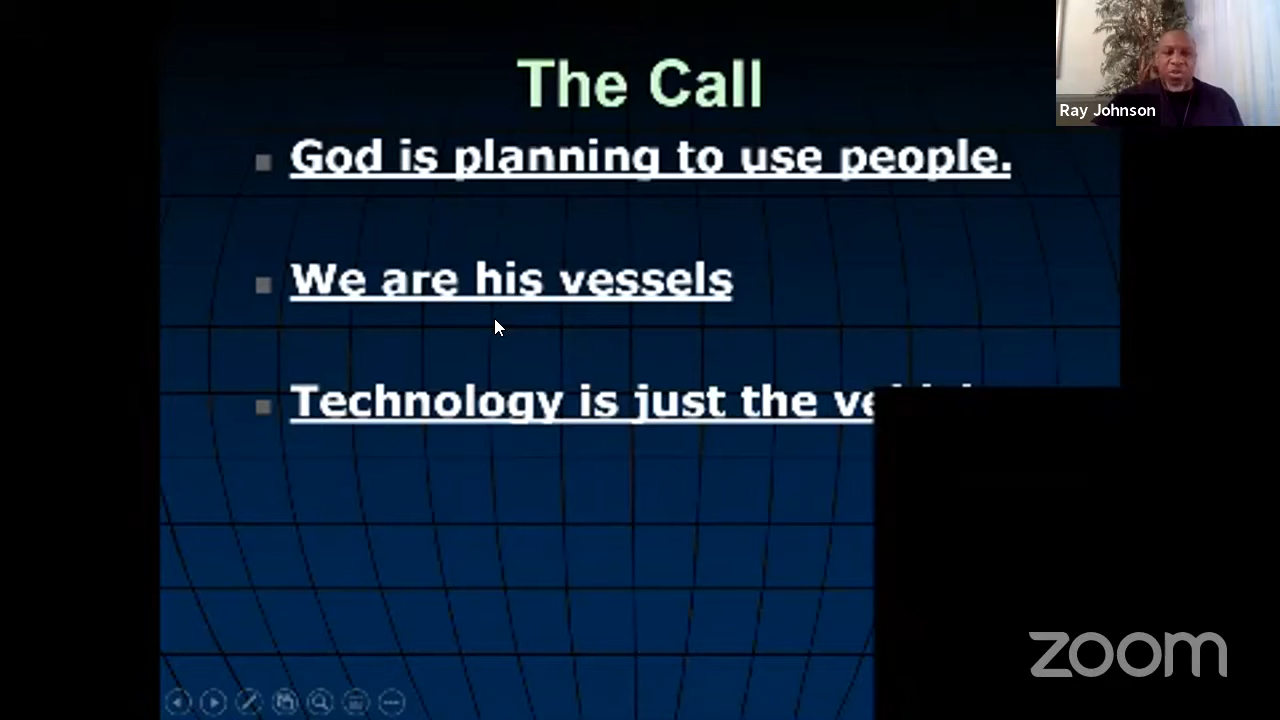 The Call
God is planning to use people.
We are his vessels
Technology is just the
Ray Johnson
zoom